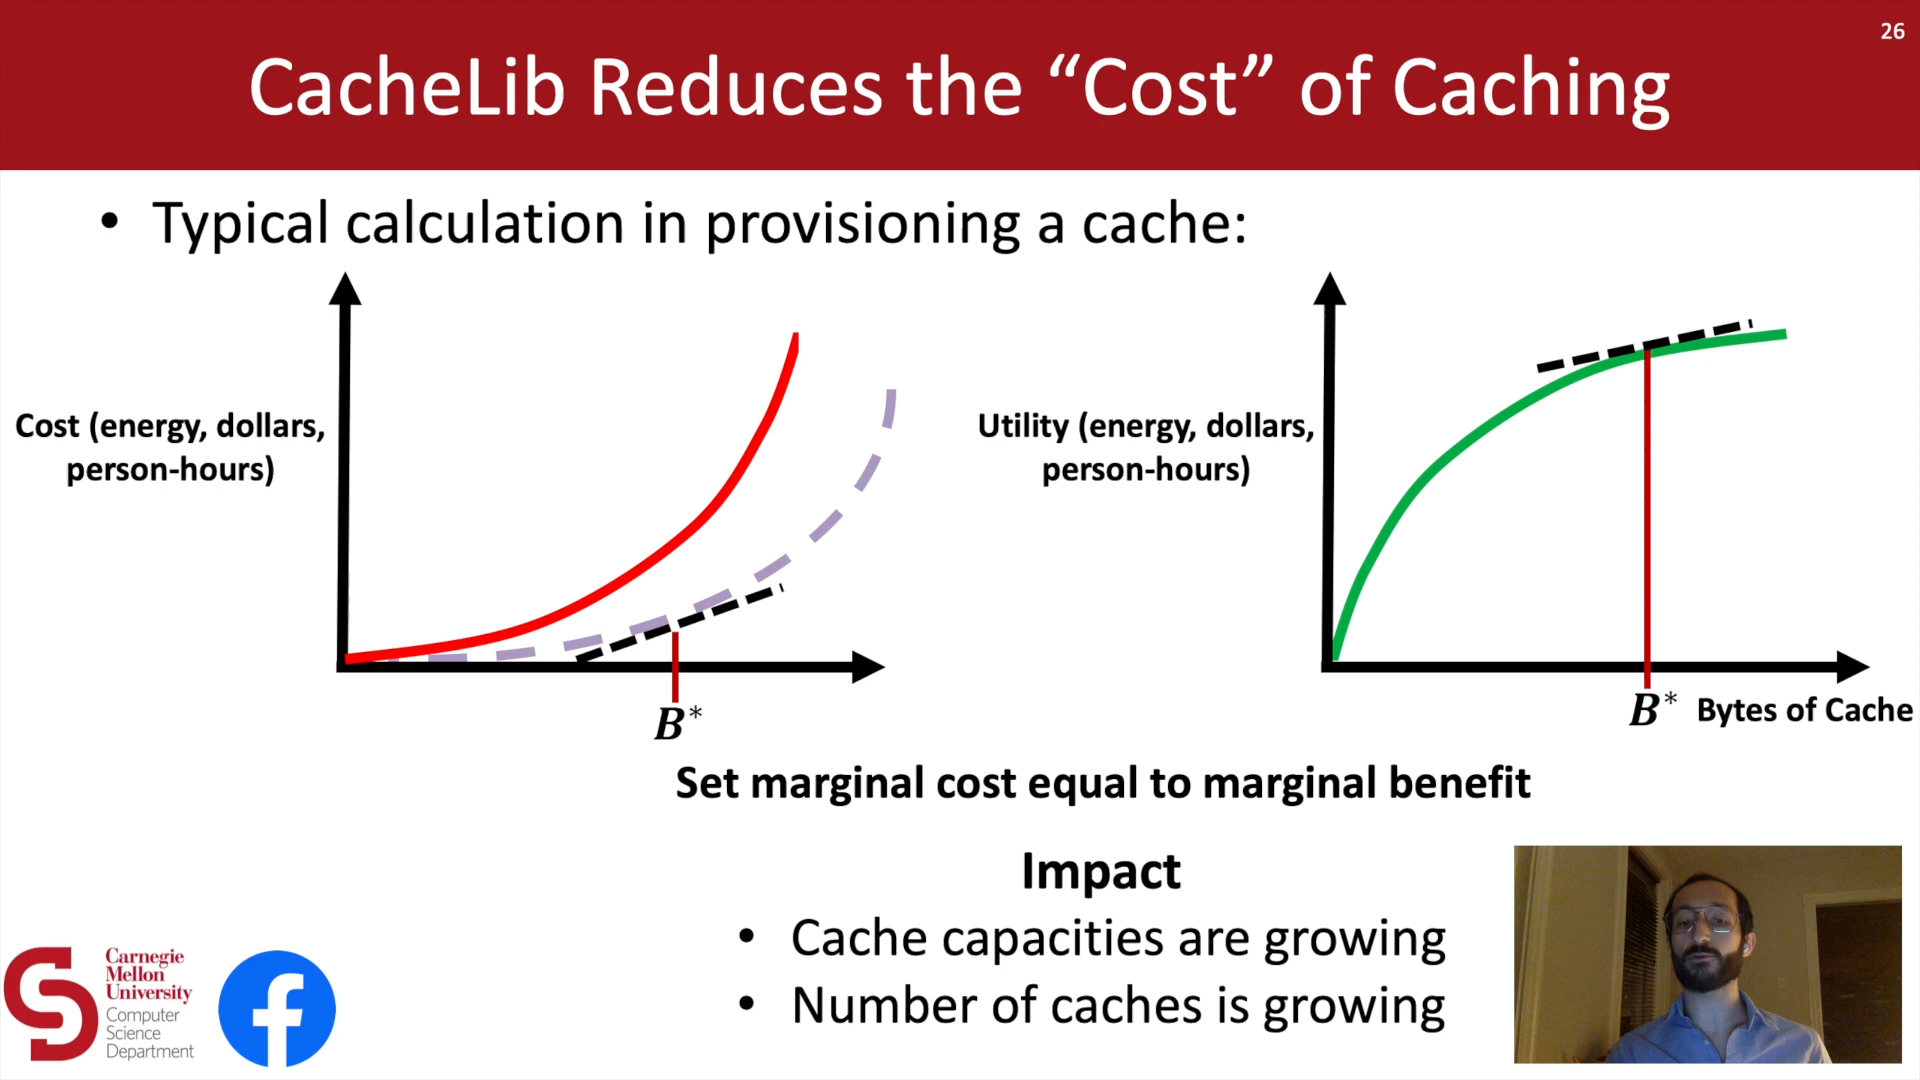 26
CacheLib Reduces the “Cost” of Caching
• Typical calculation in provisioning a cache:
Cost (energy, dollars,
person-hours)
B*
Utility (energy, dollars,
person-hours)
B*
Bytes of Cache
Set marginal cost equal to marginal benefit
Impact
• Cache capacities are growing
• Number of caches is growing
Carnegie
Mellon
University
Computer
Science
Department